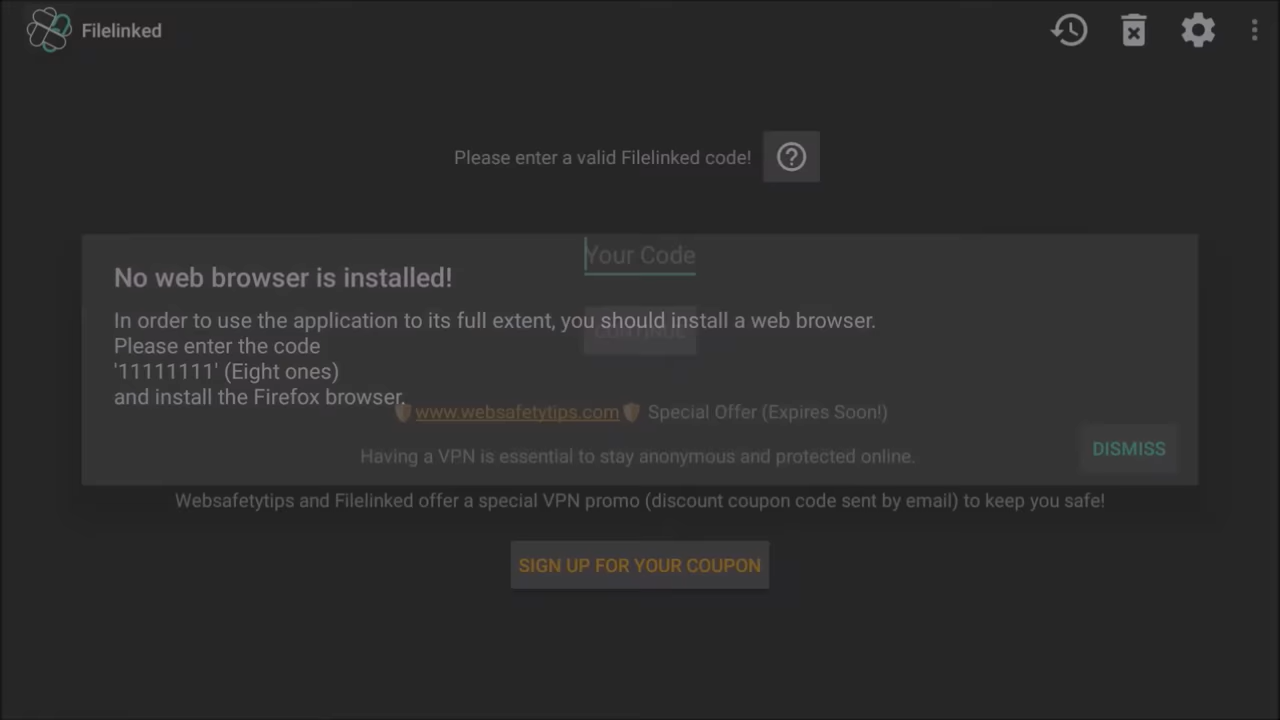 Filelinked
Please enter a valid Filelinked code!
Your Code
No web browser is installed!
In order to use the application to its full extent, you should install a web browser.
Please enter the code
'11111111' (Eight ones)
and install the Firefox browser.
www.websafetytips.com Special Offer (Expires Soon!)
DISMISS
Having a VPN is essential to stay anonymous and protected online.
Websafetytips and Filelinked offer a special VPN promo (discount coupon code sent by email) to keep you safe!
SIGN UP FOR YOUR COUPON